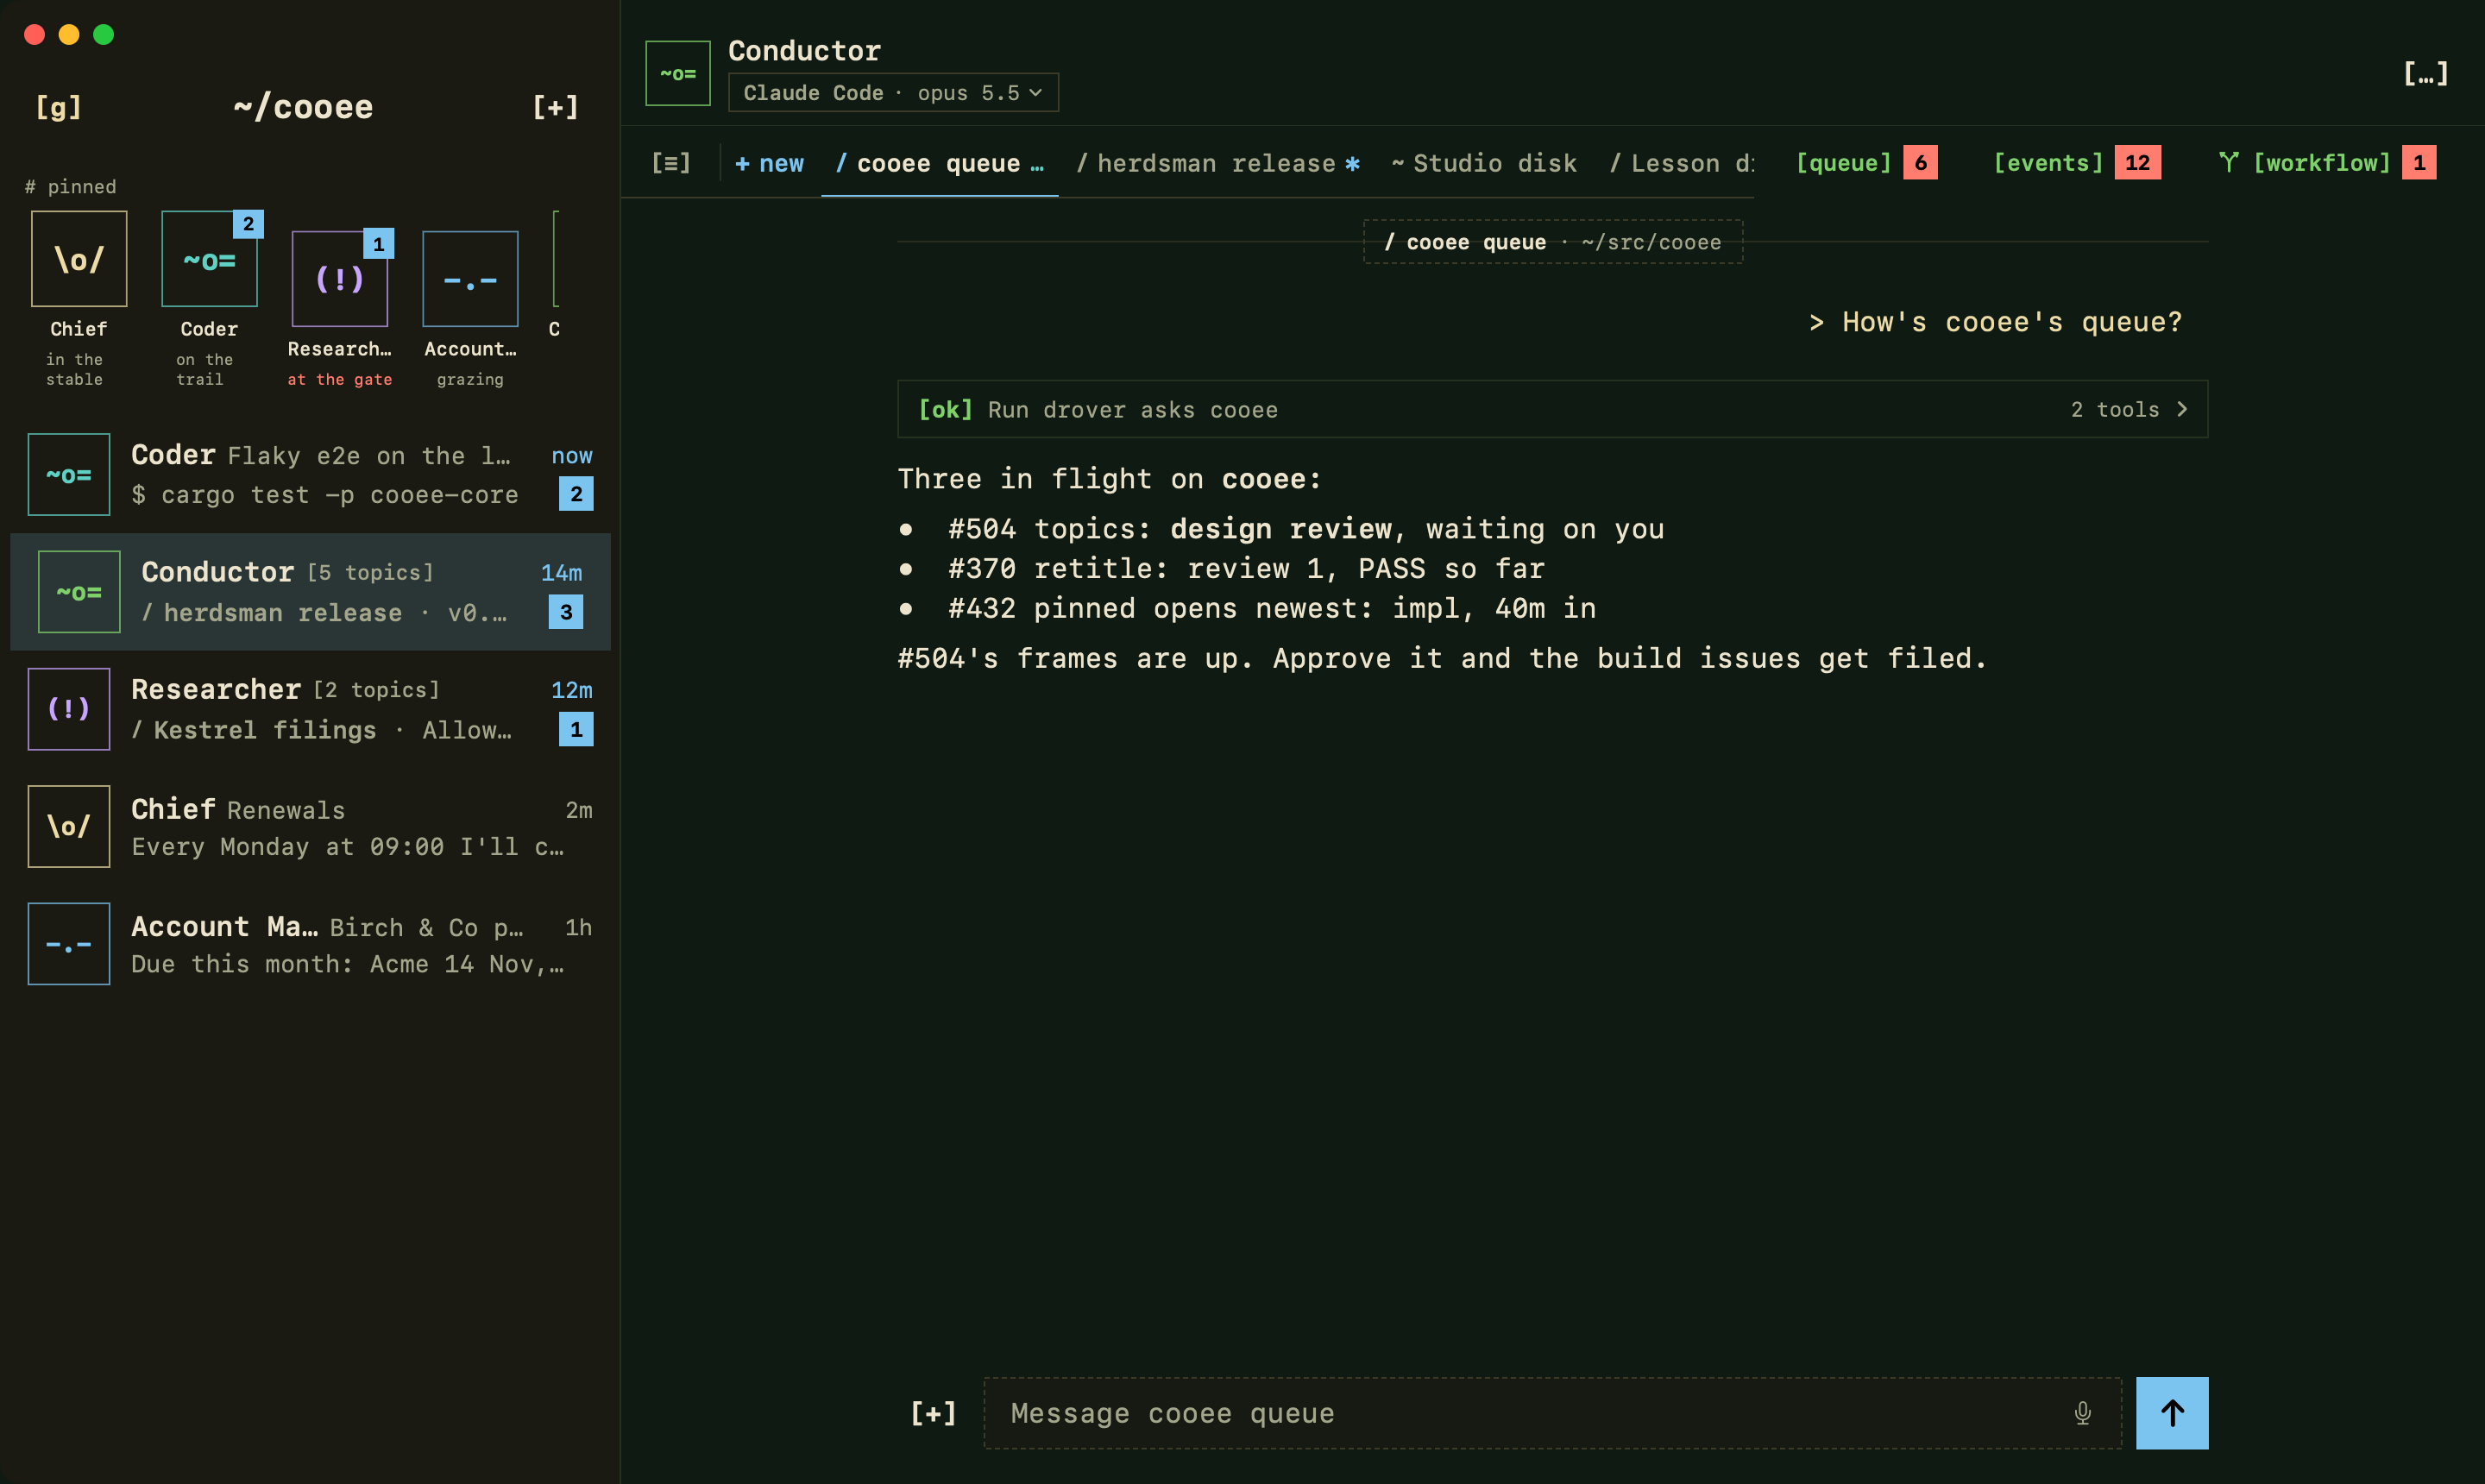 [g] ~/cooee [+]
# pinned
\o/
~o= 2
(!) 1
-.-
Chief
Coder
Research…
Account…
C
in the stable
on the trail
at the gate
grazing
~o=
Coder Flaky e2e on the l… now
$ cargo test -p cooee-core 2
~o=
Conductor [5 topics] 14m
/ herdsman release · v0.… 3
(!)
Researcher [2 topics] 12m
/ Kestrel filings · Allow… 1
\o/
Chief Renewals 2m
Every Monday at 09:00 I'll c…
-.-
Account Ma… Birch & Co p… 1h
Due this month: Acme 14 Nov,…
~o=
Conductor
Claude Code · opus 5.5
[…]
[≡] + new / cooee queue … / herdsman release * ~ Studio disk / Lesson [queue] 6 [events] 12 [workflow] 1
/ cooee queue · ~/src/cooee
> How's cooee's queue?
[ok] Run drover asks cooee 2 tools >
Three in flight on cooee:
• #504 topics: design review, waiting on you
• #370 retitle: review 1, PASS so far
• #432 pinned opens newest: impl, 40m in
#504's frames are up. Approve it and the build issues get filed.
[+] Message cooee queue